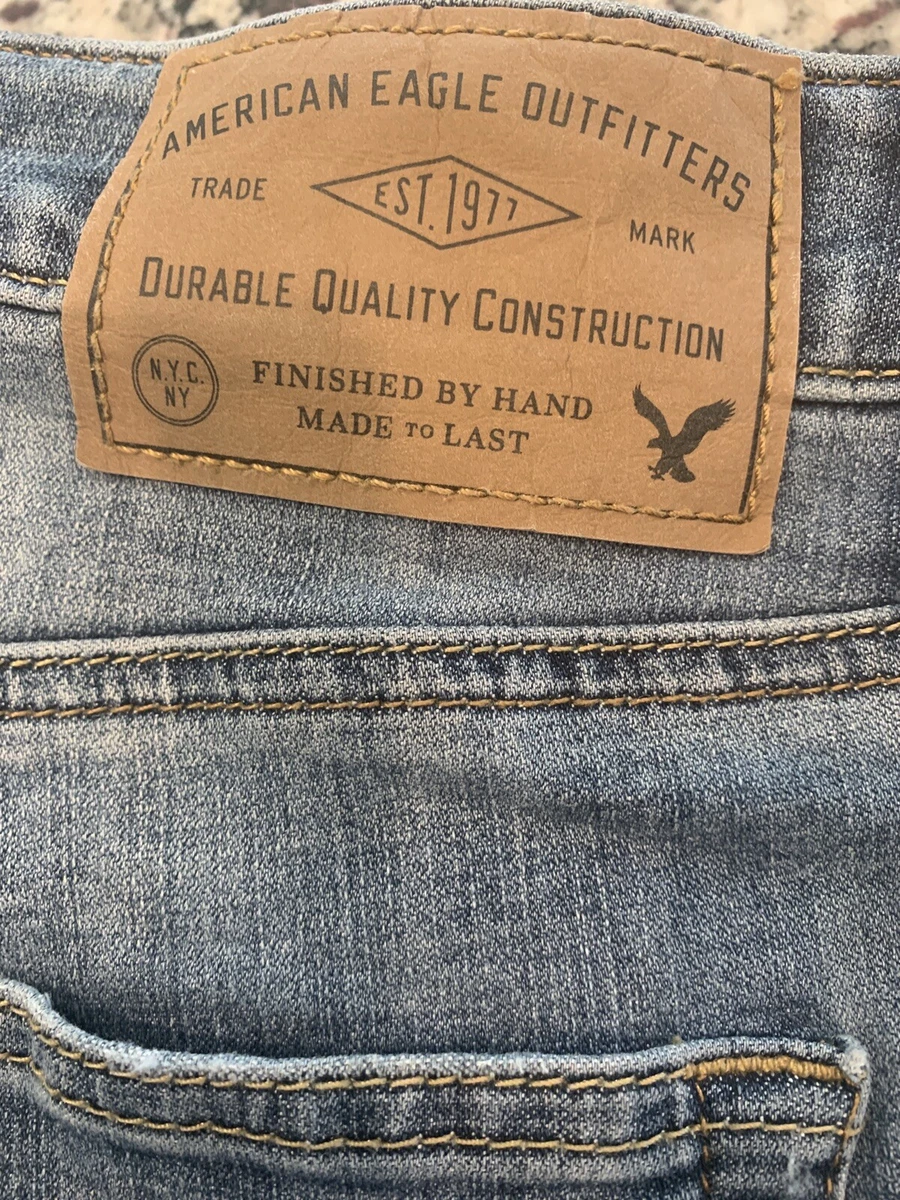 AMERICAN EAGLE OUTFITTERS
TRADE EST. 1977 MARK
DURABLE QUALITY CONSTRUCTION
N.Y.C.
NY
FINISHED BY HAND
MADE TO LAST